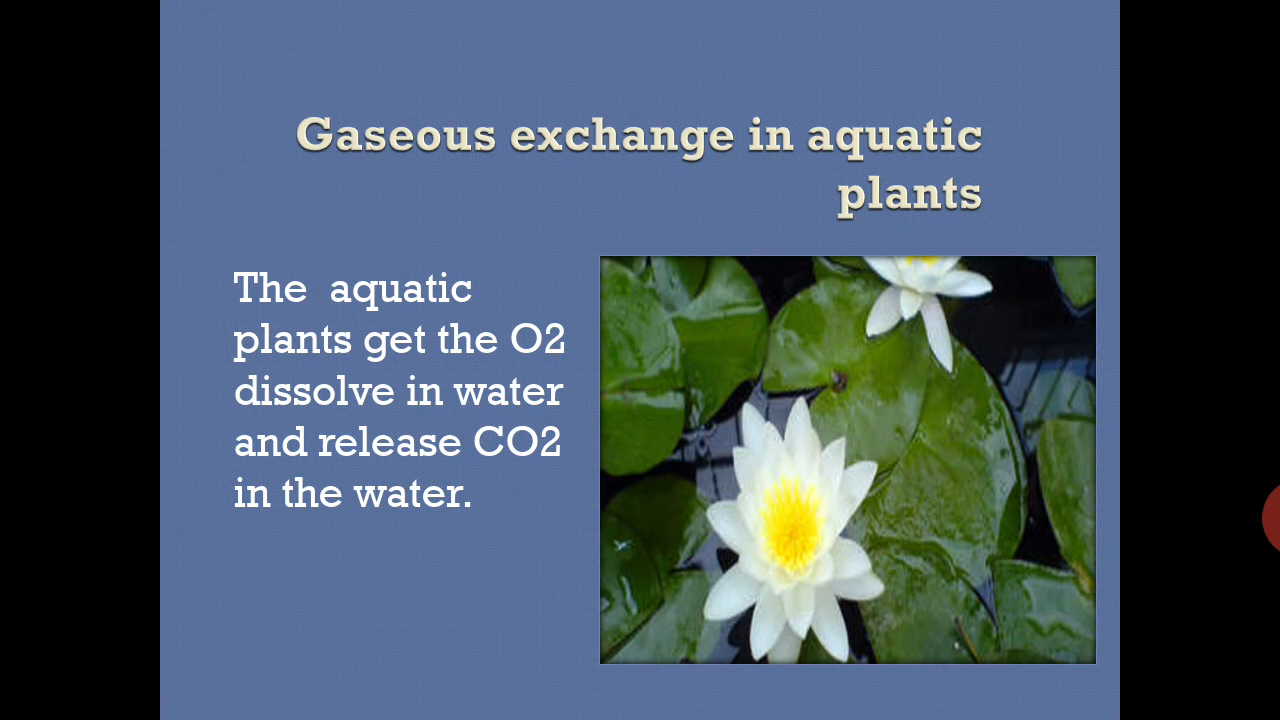 Gaseous exchange in aquatic
plants
The  aquatic
plants get the O2
dissolve in water
and release CO2
in the water.